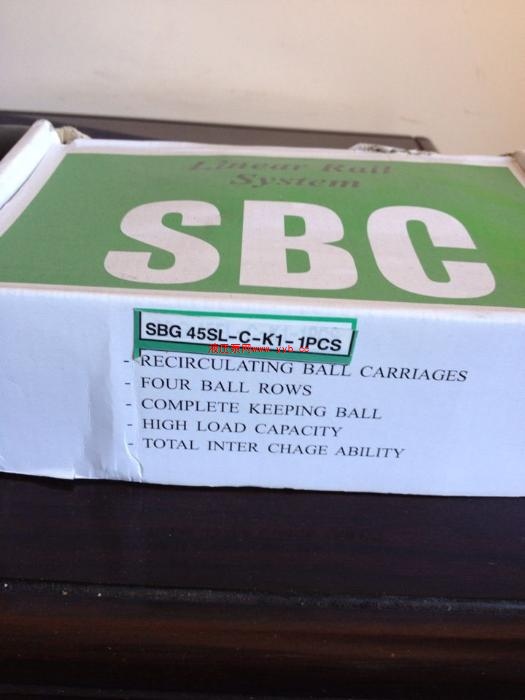 Linear Rail
System
SBC
SBG 45SL-C-K1-1PCS
- RECIRCULATING BALL CARRIAGES
- FOUR BALL ROWS
- COMPLETE KEEPING BALL
- HIGH LOAD CAPACITY
- TOTAL INTER CHAGE ABILITY